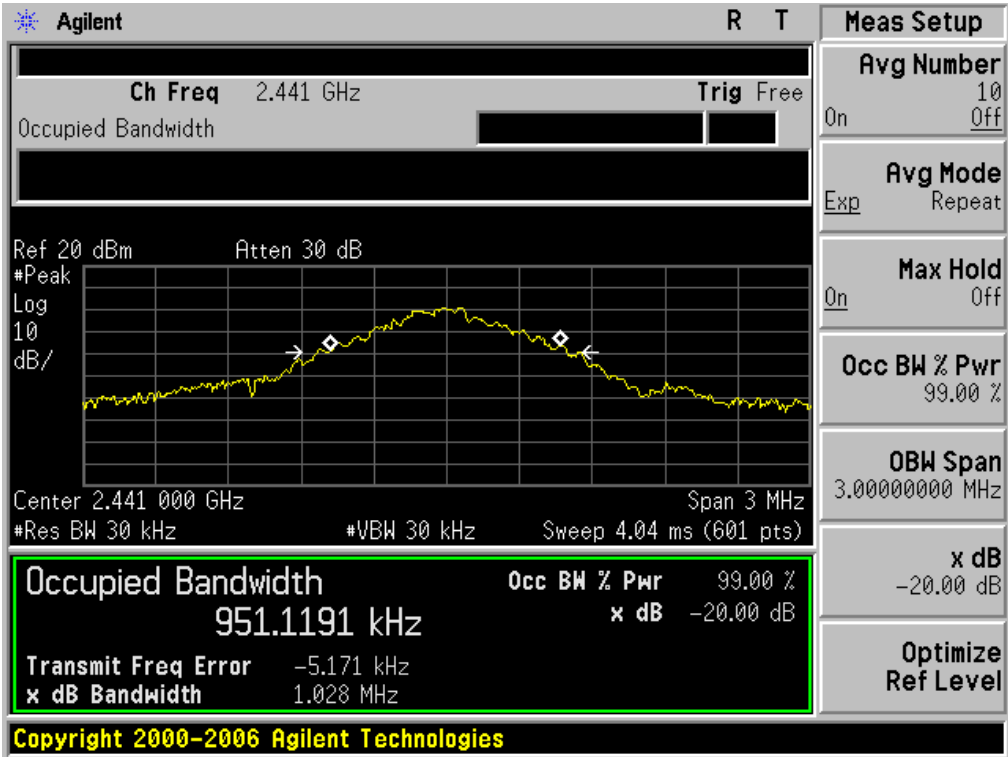 Agilent R T
Ch Freq 2.441 GHz Trig Free
Occupied Bandwidth
Ref 20 dBm Atten 30 dB
#Peak
Log
10
dB/
Center 2.441 000 GHz Span 3 MHz
#Res BW 30 kHz #VBW 30 kHz Sweep 4.04 ms (601 pts)
Occupied Bandwidth Occ BW % Pwr 99.00 %
951.1191 kHz x dB -20.00 dB
Transmit Freq Error -5.171 kHz
x dB Bandwidth 1.028 MHz
Copyright 2000-2006 Agilent Technologies
Meas Setup
Avg Number
10
On Off
Avg Mode
Exp Repeat
Max Hold
On Off
Occ BW % Pwr
99.00 %
OBW Span
3.00000000 MHz
x dB
-20.00 dB
Optimize
Ref Level